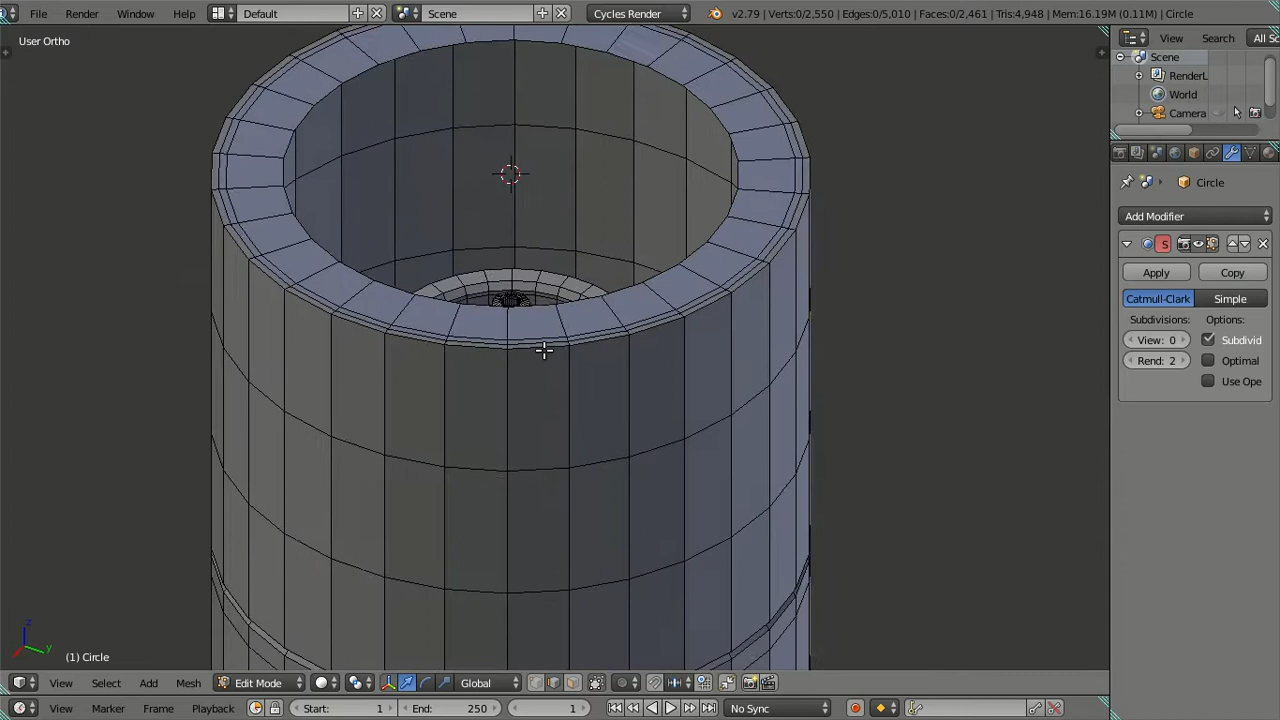 File Render Window Help Default Scene Cycles Render v2.79 | Verts:0/2,550 | Edges:0/5,010 | Faces:0/2,461 | Tris:4,948 | Mem:16.19M (0.11M) | Circle
User Ortho
View Search All Sc
Scene
RenderL
World
Camera
Circle
Add Modifier
S
Apply Copy
Catmull-Clark Simple
Subdivisions: Options:
View: 0 Subdivid
Rend: 2 Optimal
Use Ope
z
y
(1) Circle
View Select Add Mesh Edit Mode Global
View Marker Frame Playback Start: 1 End: 250 1 No Sync